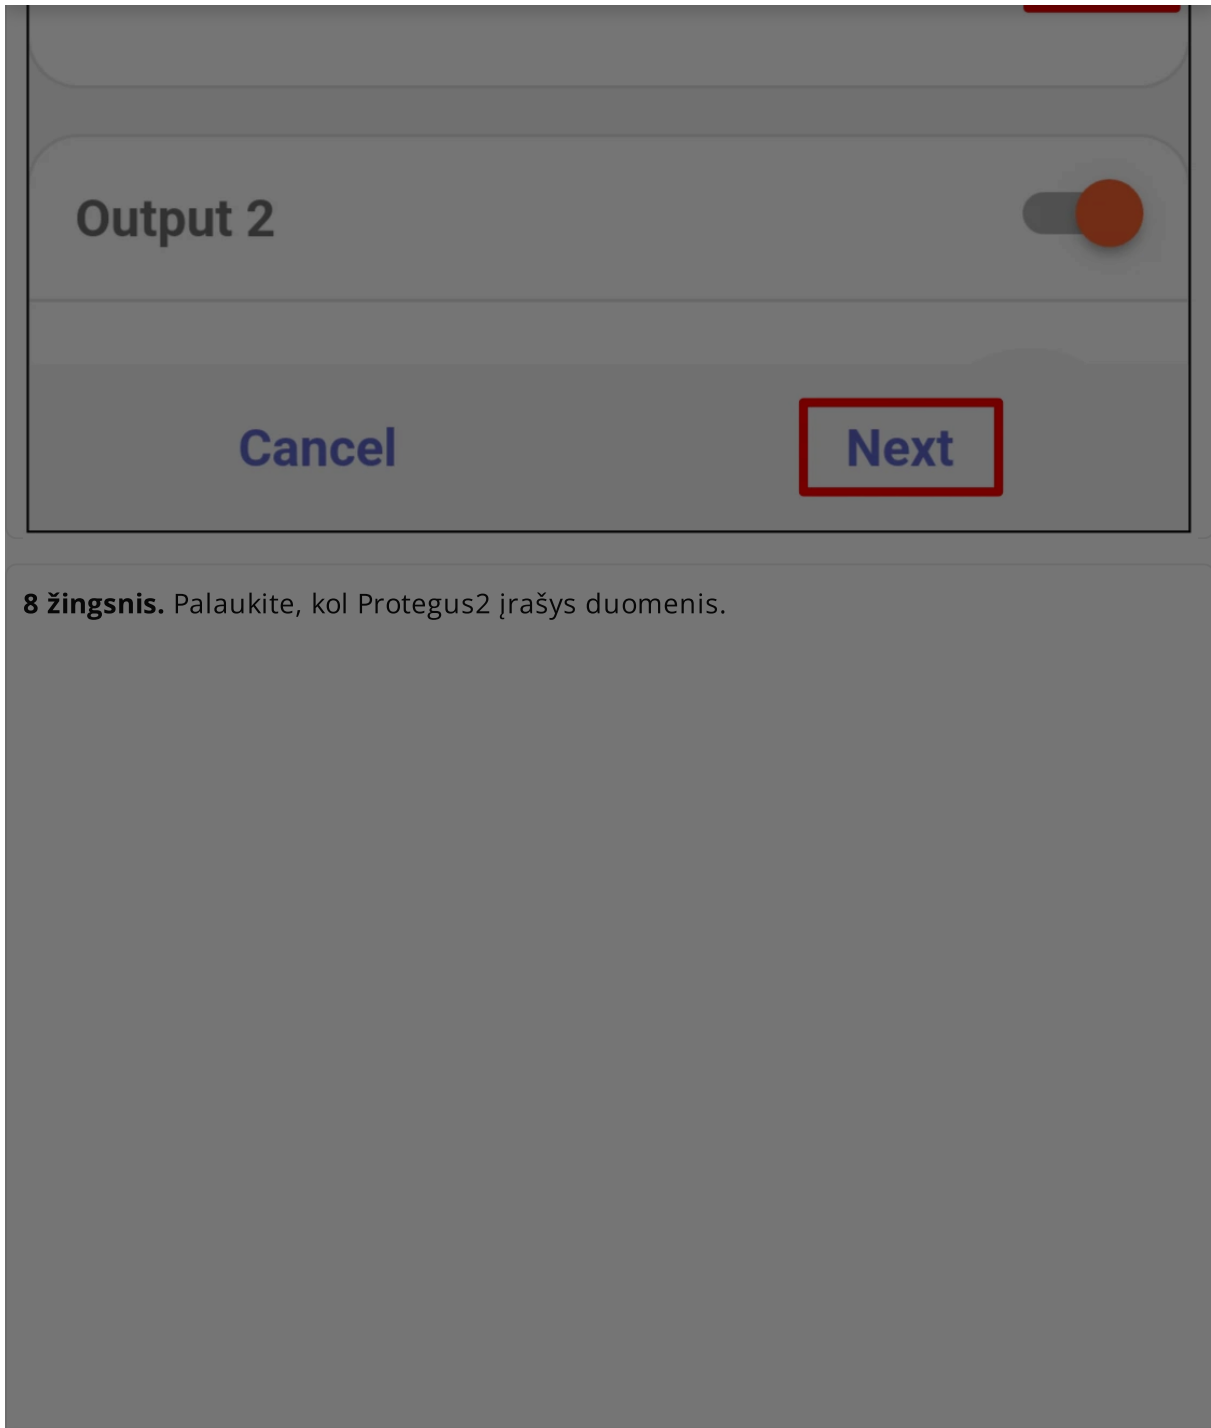 Output 2
Cancel
Next
8 žingsnis. Palaukite, kol Protegus2 įrašys duomenis.